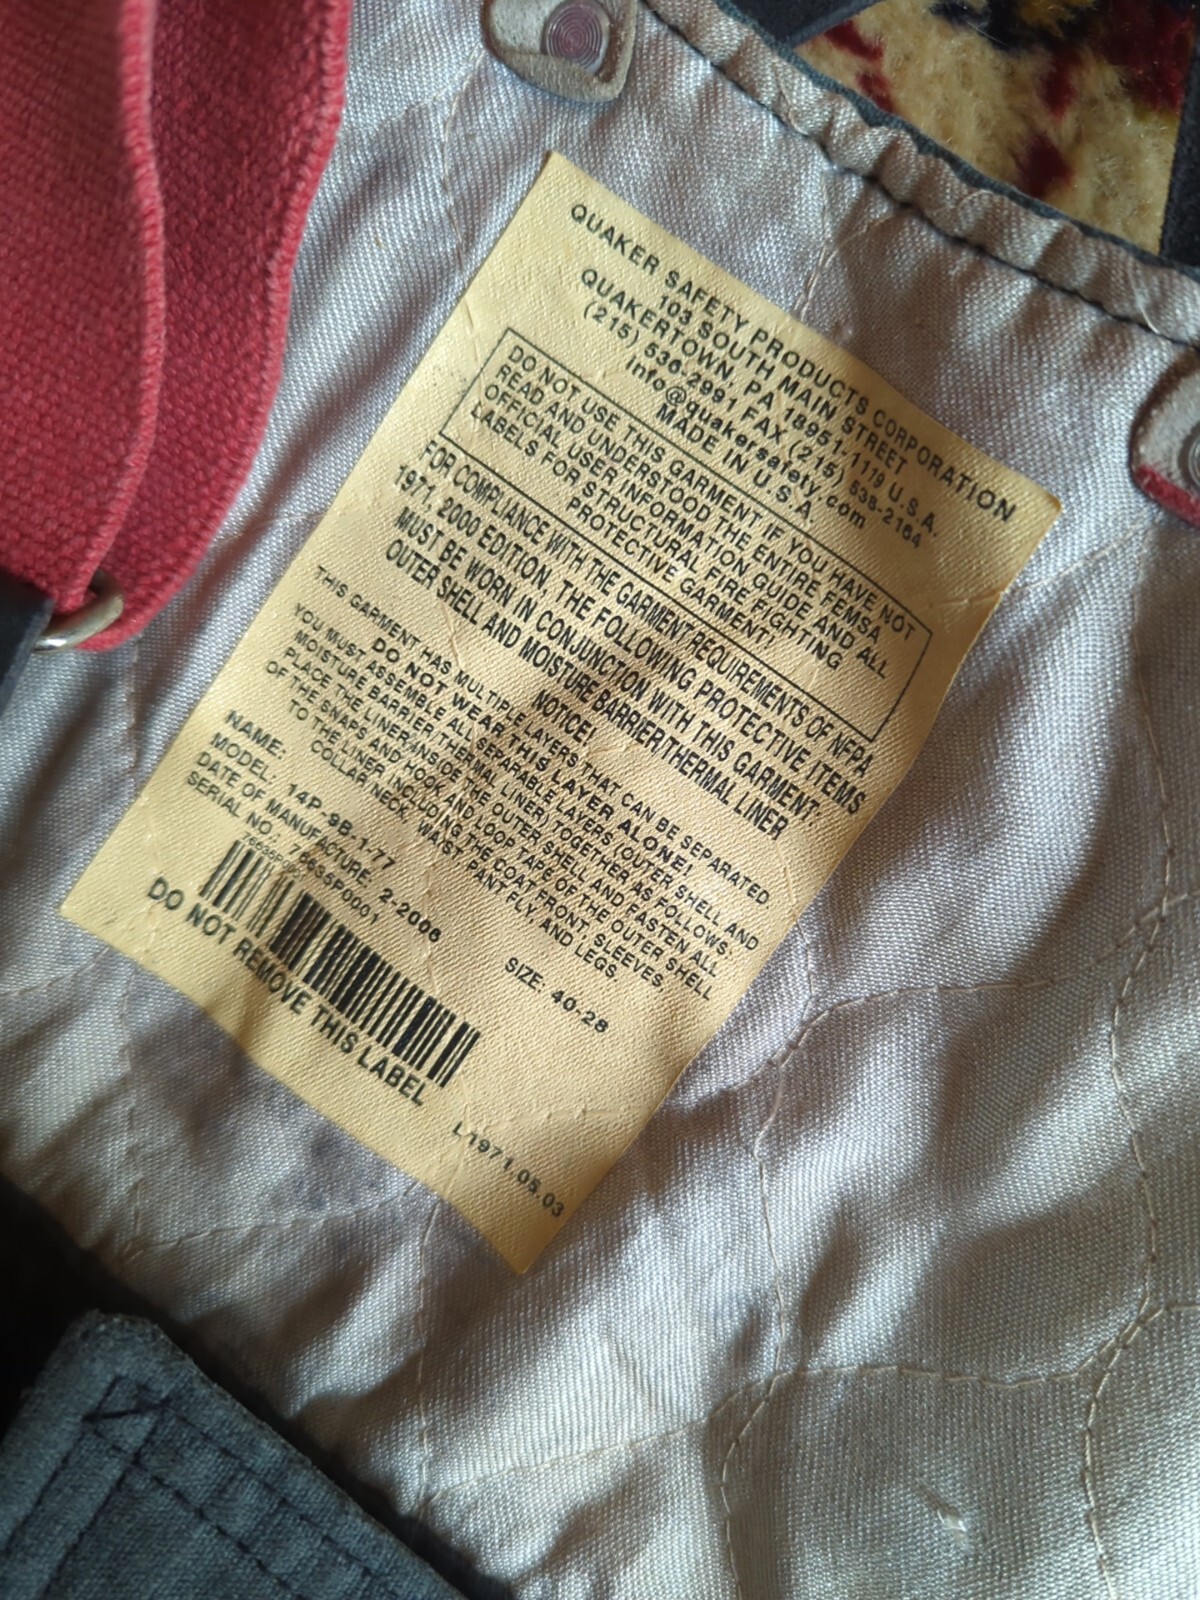 QUAKER SAFETY PRODUCTS CORPORATION
103 SOUTH MAIN STREET
QUAKERTOWN, PA 18951-1119 U.S.A.
(215) 536-2991 FAX (215) 538-2164
info@quakersafety.com
MADE IN U.S.A.
DO NOT USE THIS GARMENT IF YOU HAVE NOT
READ AND UNDERSTOOD THE ENTIRE FEMSA
OFFICIAL USER INFORMATION GUIDE AND ALL
LABELS FOR STRUCTURAL FIRE FIGHTING
PROTECTIVE GARMENT!
FOR COMPLIANCE WITH THE GARMENT REQUIREMENTS OF NFPA
1971, 2000 EDITION, THE FOLLOWING PROTECTIVE ITEMS
MUST BE WORN IN CONJUNCTION WITH THIS GARMENT:
OUTER SHELL AND MOISTURE BARRIER/THERMAL LINER
NOTICE!
THIS GARMENT HAS MULTIPLE LAYERS THAT CAN BE SEPARATED
DO NOT WEAR THIS LAYER ALONE!
YOU MUST ASSEMBLE ALL SEPARABLE LAYERS (OUTER SHELL AND
MOISTURE BARRIER/THERMAL LINER) TOGETHER AS FOLLOWS:
PLACE THE LINER INSIDE THE OUTER SHELL AND FASTEN ALL
OF THE SNAPS AND HOOK AND LOOP TAPE OF THE OUTER SHELL
TO THE LINER, INCLUDING THE COAT FRONT, SLEEVES,
COLLAR, NECK, WAIST, PANT FLY, AND LEGS.
NAME:
MODEL: 14P-9B-1-77
DATE OF MANUFACTURE: 2-2006
SIZE: 40-28
SERIAL NO.: 76635P0001
DO NOT REMOVE THIS LABEL
L1971.05.03